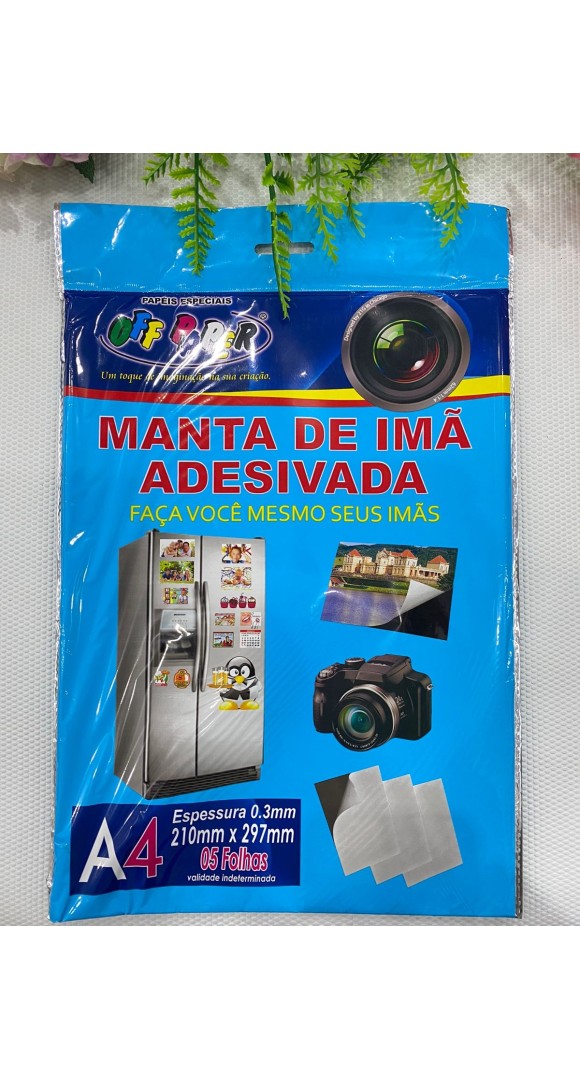 PAPÉIS ESPECIAIS
OFF PAPER
®
Um toque de imaginação na sua criação.
MANTA DE IMÃ
ADESIVADA
FAÇA VOCÊ MESMO SEUS IMÃS
A4
Espessura 0.3mm
210mm x 297mm
05 Folhas
validade indeterminada